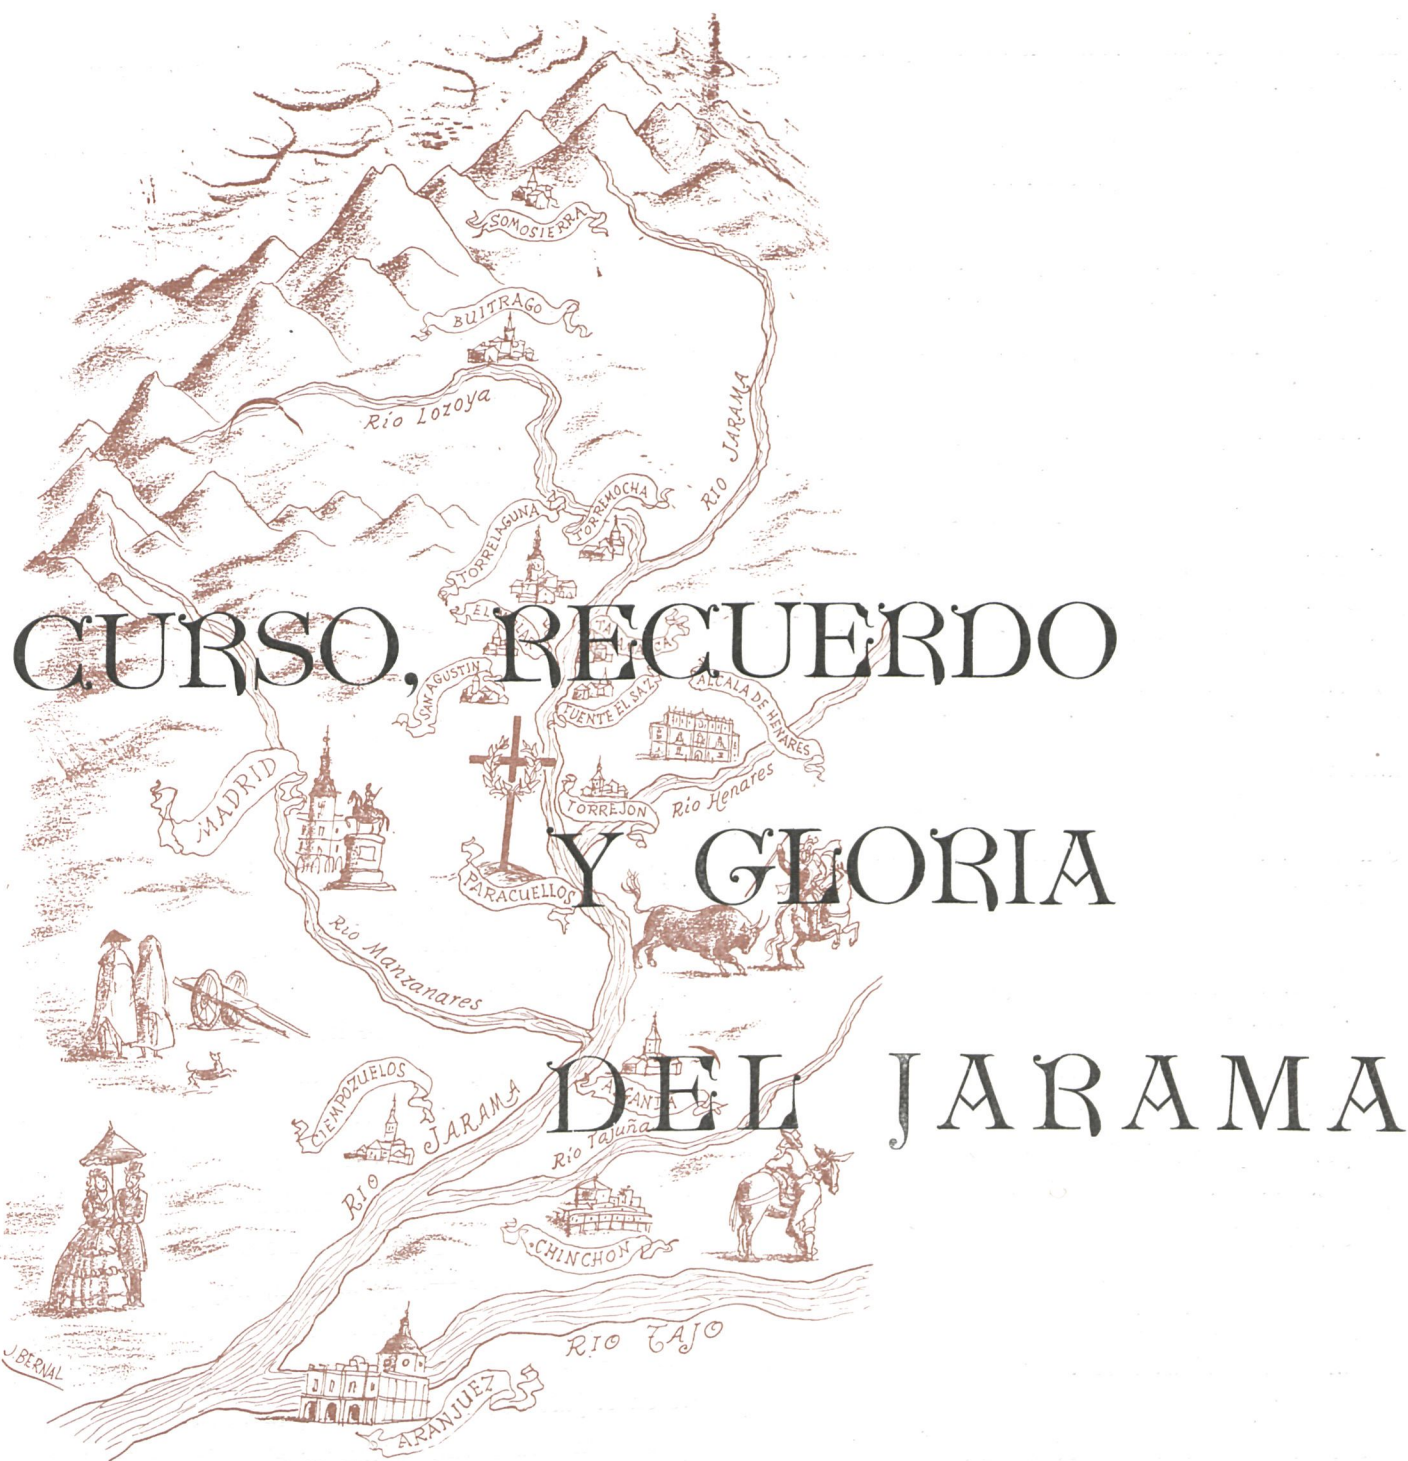 SOMOSIERRA
BUITRAGO
Río Lozoya
RIO JARAMA
TORREMOCHA
TORRELAGUNA
EL
CURSO, RECUERDO
SAN AGUSTIN
FUENTE EL SAZ
ALCALA DE HENARES
MADRID
TORREJON
Río Henares
Y GLORIA
PARACUELLOS
Río Manzanares
DEL JARAMA
CIEMPOZUELOS
RIO JARAMA
Río Tajuña
CHINCHON
RIO TAJO
J. BERNAL
ARANJUEZ